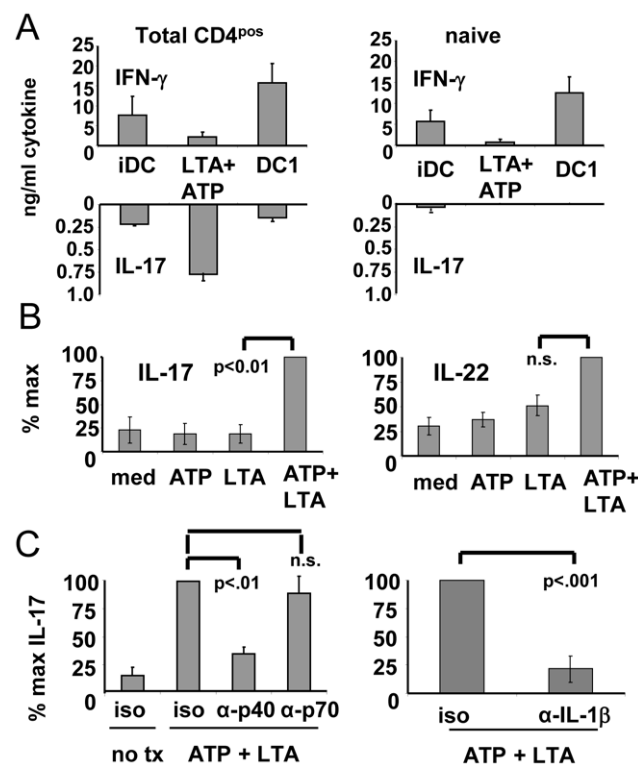 A
Total CD4pos
naive
ng/ml cytokine
25
20
15
10
5
0
IFN-γ
iDC LTA+ATP DC1
0.25
0.5
0.75
1.0
IL-17
25
20
15
10
5
0
IFN-γ
iDC LTA+ATP DC1
0
0.25
0.5
0.75
1.0
IL-17
B
% max
100
75
50
25
0
IL-17
p<0.01
med ATP LTA ATP+LTA
100
75
50
25
0
IL-22
n.s.
med ATP LTA ATP+LTA
C
% max IL-17
100
75
50
25
0
p<.01
n.s.
iso iso α-p40 α-p70
no tx ATP + LTA
100
75
50
25
0
p<.001
iso α-IL-1β
ATP + LTA